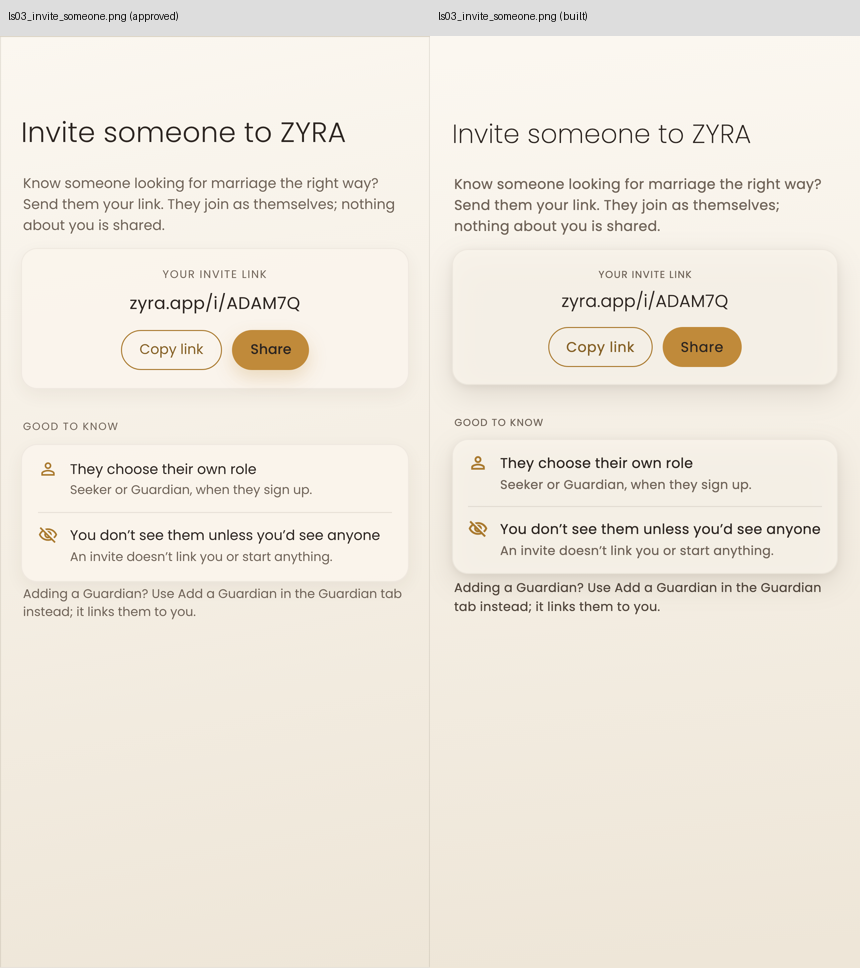 ls03_invite_someone.png (approved)
Invite someone to ZYRA
Know someone looking for marriage the right way?
Send them your link. They join as themselves; nothing
about you is shared.
YOUR INVITE LINK
zyra.app/i/ADAM7Q
Copy link
Share
GOOD TO KNOW
They choose their own role
Seeker or Guardian, when they sign up.
You don’t see them unless you’d see anyone
An invite doesn’t link you or start anything.
Adding a Guardian? Use Add a Guardian in the Guardian tab
instead; it links them to you.
ls03_invite_someone.png (built)
Invite someone to ZYRA
Know someone looking for marriage the right way?
Send them your link. They join as themselves;
nothing about you is shared.
YOUR INVITE LINK
zyra.app/i/ADAM7Q
Copy link
Share
GOOD TO KNOW
They choose their own role
Seeker or Guardian, when they sign up.
You don’t see them unless you’d see anyone
An invite doesn’t link you or start anything.
Adding a Guardian? Use Add a Guardian in the Guardian
tab instead; it links them to you.